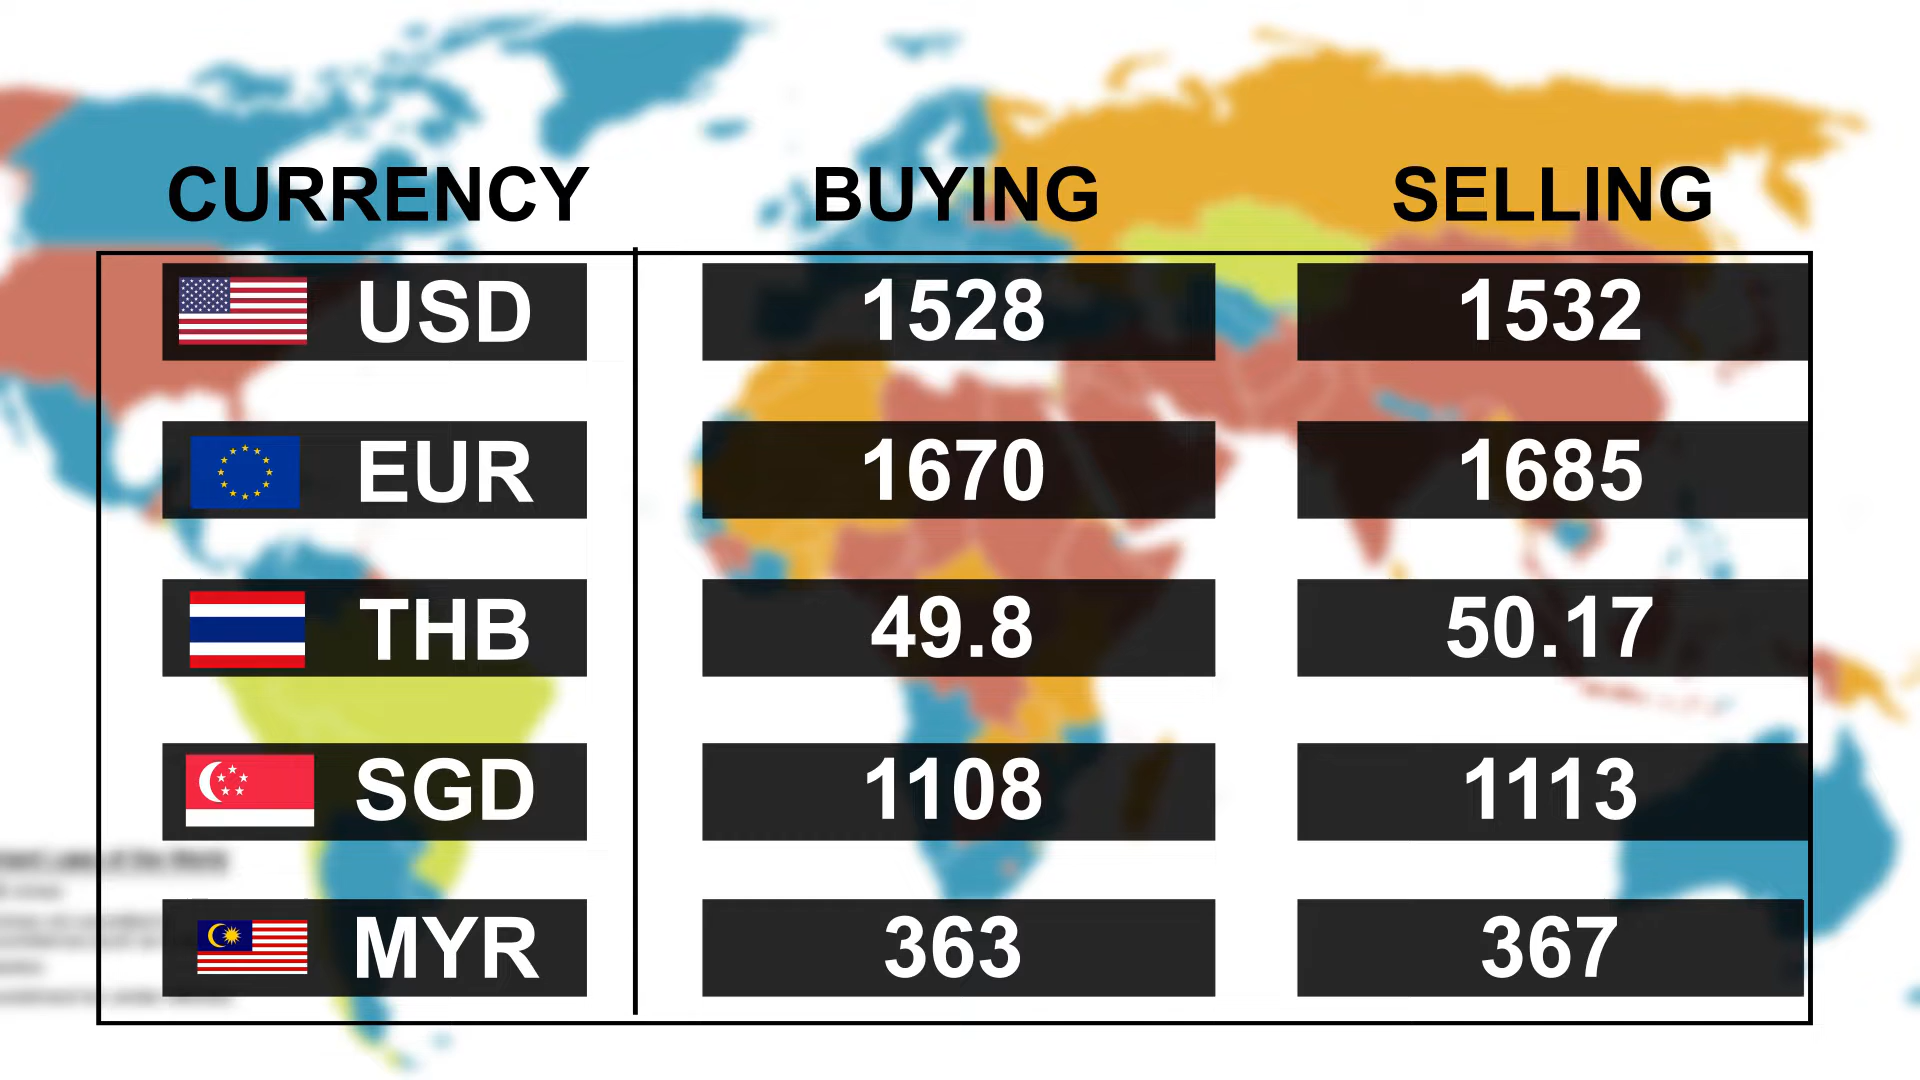 CURRENCY BUYING SELLING
USD 1528 1532
EUR 1670 1685
THB 49.8 50.17
SGD 1108 1113
MYR 363 367